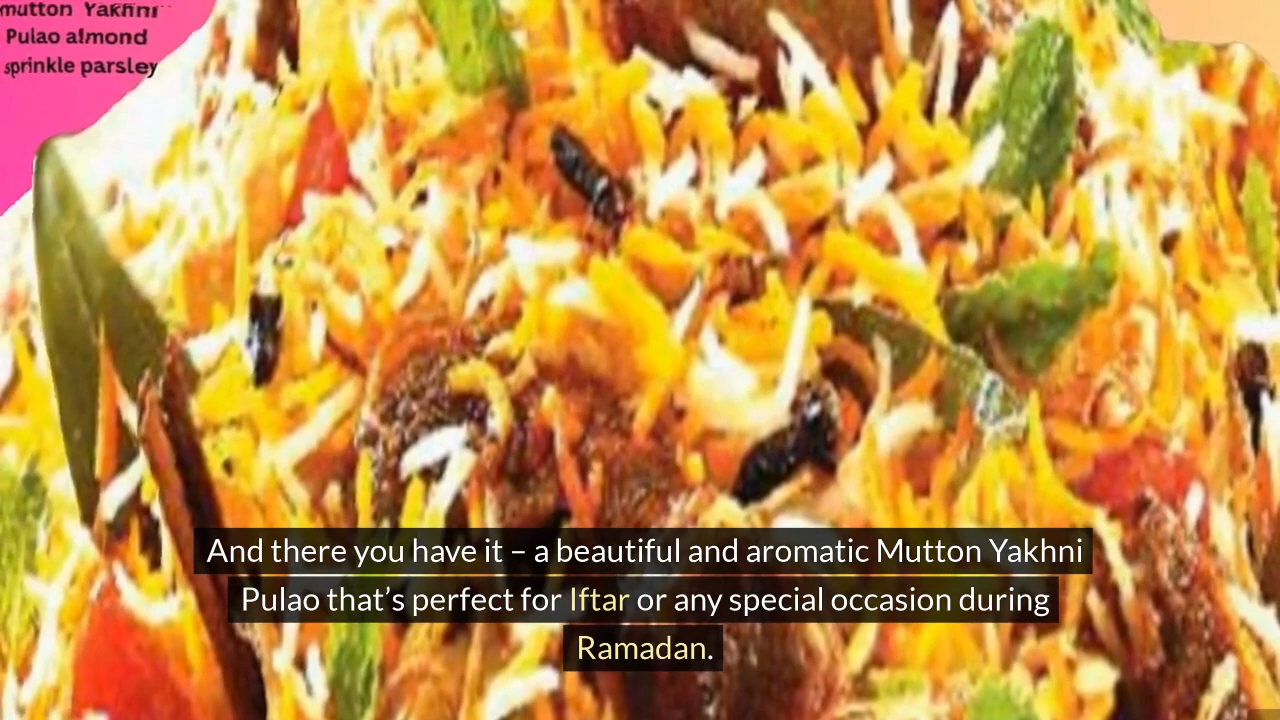 mutton Yakhni
Pulao almond
sprinkle parsley
And there you have it – a beautiful and aromatic Mutton Yakhni
Pulao that's perfect for Iftar or any special occasion during
Ramadan.